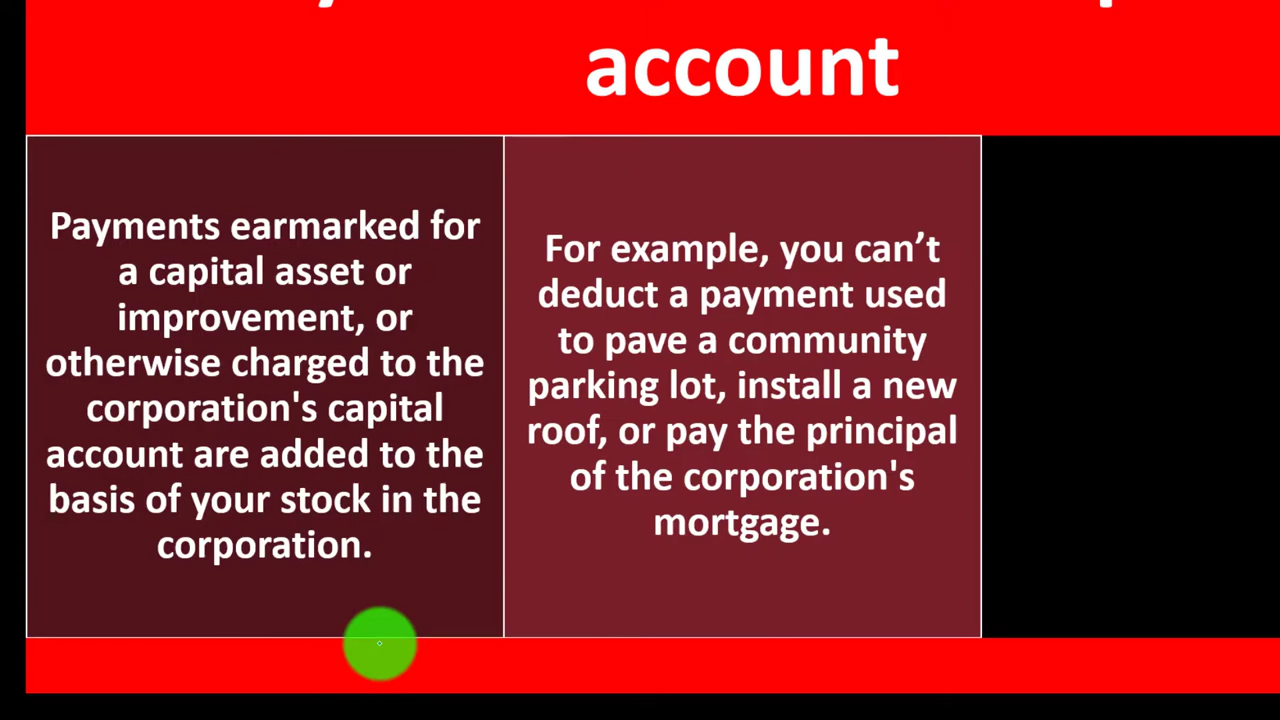 account
Payments earmarked for
a capital asset or
improvement, or
otherwise charged to the
corporation's capital
account are added to the
basis of your stock in the
corporation.
For example, you can’t
deduct a payment used
to pave a community
parking lot, install a new
roof, or pay the principal
of the corporation's
mortgage.